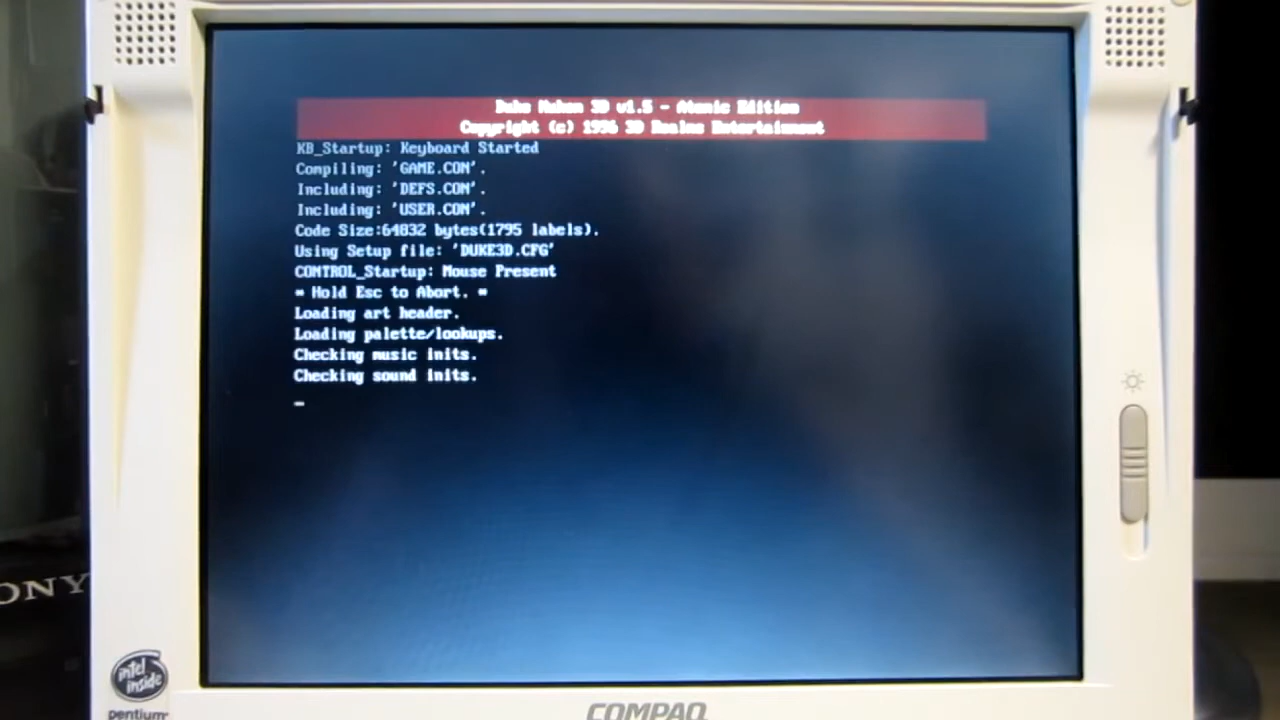 Duke Nukem 3D v1.5 - Atomic Edition
Copyright (c) 1996 3D Realms Entertainment
KB_Startup: Keyboard Started
Compiling: 'GAME.CON'.
Including: 'DEFS.CON'.
Including: 'USER.CON'.
Code Size:64832 bytes(1795 labels).
Using Setup file: 'DUKE3D.CFG'
CONTROL_Startup: Mouse Present
* Hold Esc to Abort. *
Loading art header.
Loading palette/lookups.
Checking music inits.
Checking sound inits.
ONY
intel
inside
pentium
COMPAQ